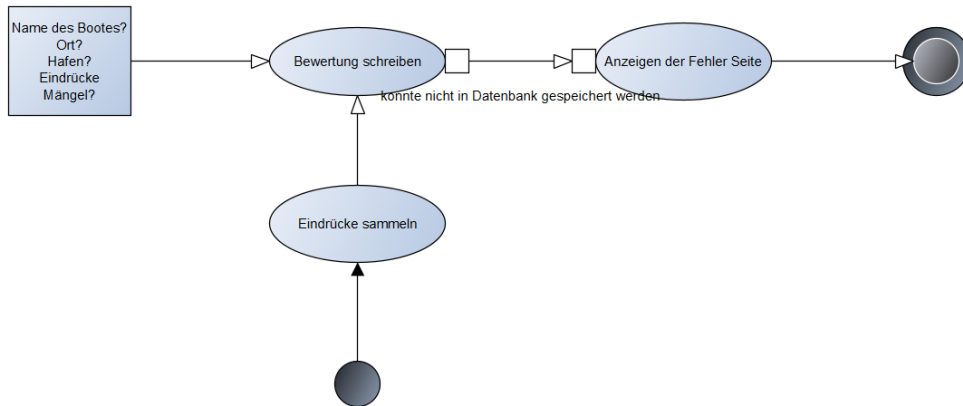 Name des Bootes?
Ort?
Hafen?
Eindrücke
Mängel?
Bewertung schreiben
Anzeigen der Fehler Seite
konnte nicht in Datenbank gespeichert werden
Eindrücke sammeln